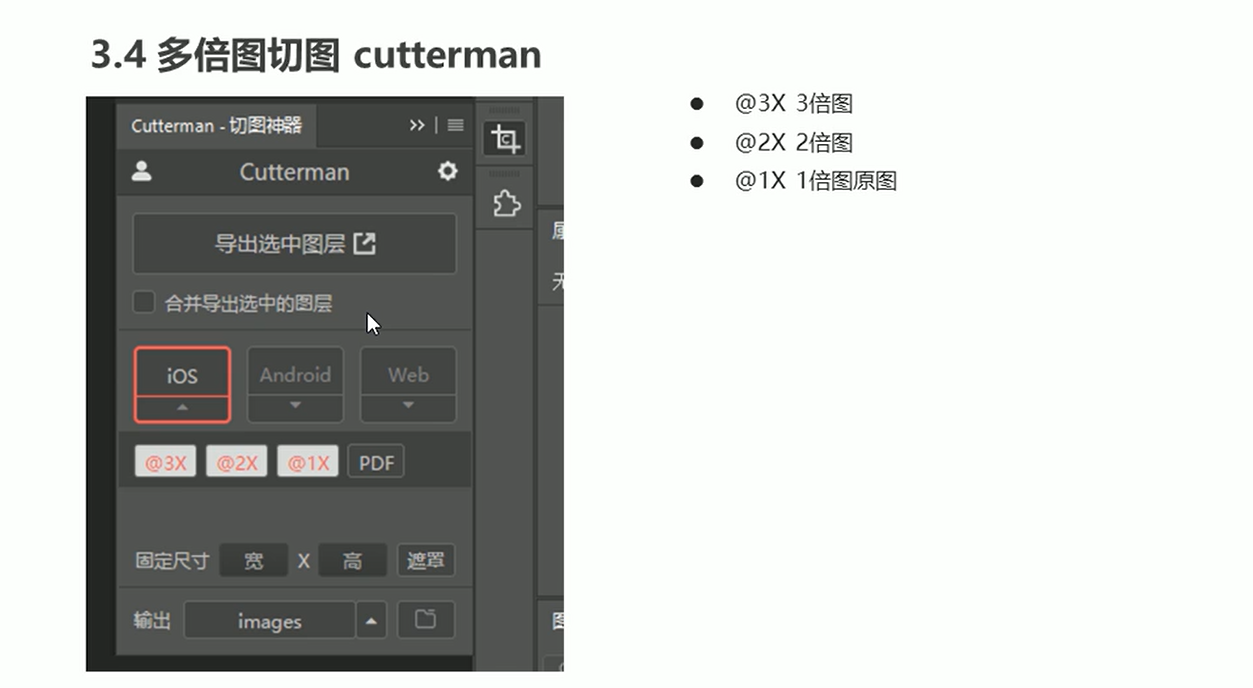 3.4 多倍图切图 cutterman
Cutterman - 切图神器
Cutterman
导出选中图层
合并导出选中的图层
iOS
Android
Web
@3X
@2X
@1X
PDF
固定尺寸
宽
X
高
遮罩
输出
images
@3X 3倍图
@2X 2倍图
@1X 1倍图原图